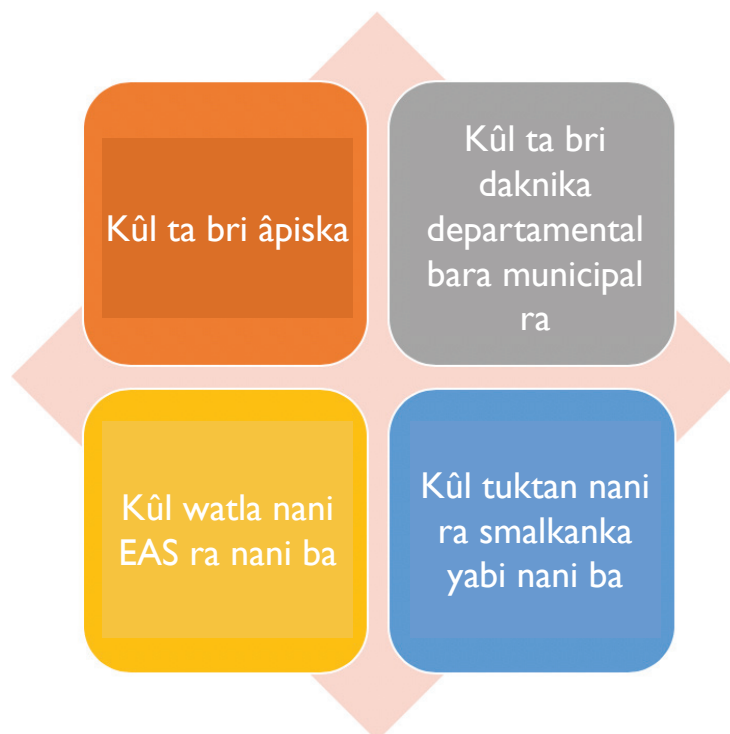 Kûl ta bri âpiska
Kûl ta bri
daknika
departamental
bara municipal
ra
Kûl watla nani
EAS ra nani ba
Kûl tuktan nani
ra smalkanka
yabi nani ba